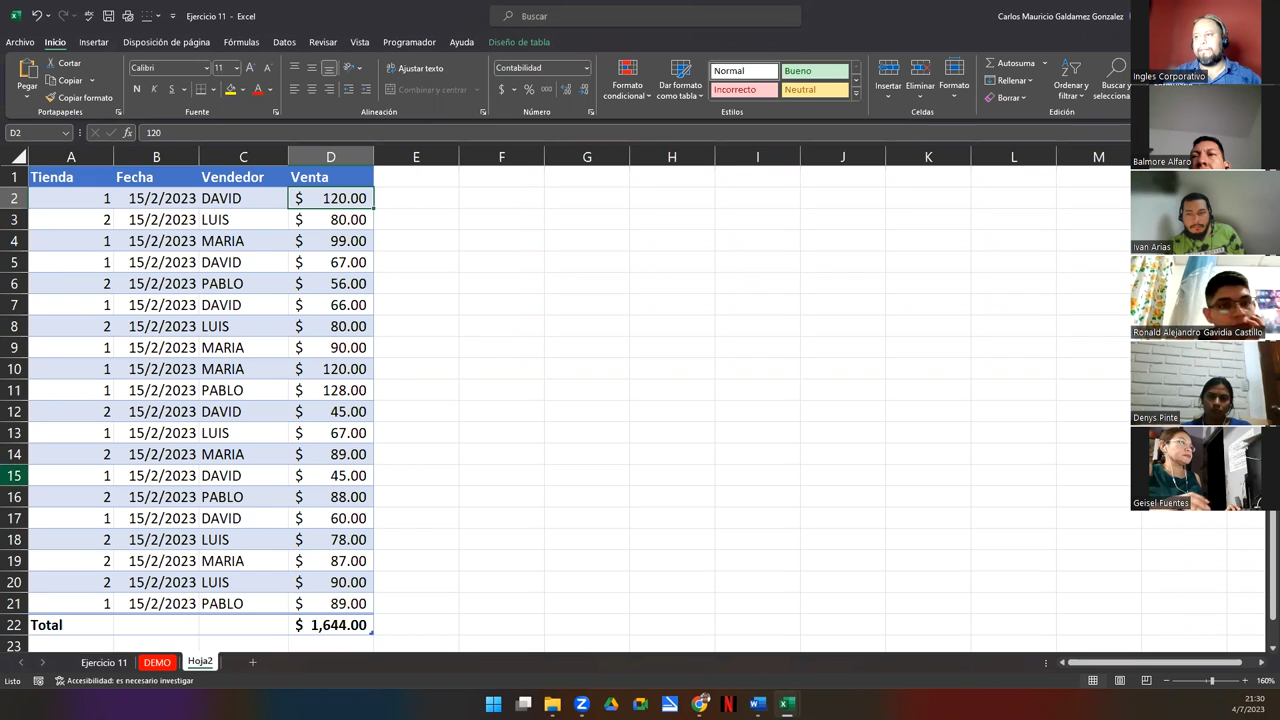 Ejercicio 11 - Excel
Buscar
Carlos Mauricio Galdamez Gonzalez
Archivo Inicio Insertar Disposición de página Fórmulas Datos Revisar Vista Programador Ayuda Diseño de tabla
Pegar
Cortar
Copiar
Copiar formato
Portapapeles
Calibri 11
N K S
Fuente
Ajustar texto
Combinar y centrar
Alineación
Contabilidad
$ % 000
Número
Formato condicional
Dar formato como tabla
Normal Bueno
Incorrecto Neutral
Estilos
Insertar Eliminar Formato
Celdas
Autosuma
Rellenar
Borrar
Ordenar y filtrar
Buscar y selecciona
Edición
D2 fx 120
A B C D E F G H I J K L M
1 Tienda Fecha Vendedor Venta
2 1 15/2/2023 DAVID $ 120.00
3 2 15/2/2023 LUIS $ 80.00
4 1 15/2/2023 MARIA $ 99.00
5 1 15/2/2023 DAVID $ 67.00
6 2 15/2/2023 PABLO $ 56.00
7 1 15/2/2023 DAVID $ 66.00
8 2 15/2/2023 LUIS $ 80.00
9 1 15/2/2023 MARIA $ 90.00
10 1 15/2/2023 MARIA $ 120.00
11 1 15/2/2023 PABLO $ 128.00
12 2 15/2/2023 DAVID $ 45.00
13 1 15/2/2023 LUIS $ 67.00
14 2 15/2/2023 MARIA $ 89.00
15 1 15/2/2023 DAVID $ 45.00
16 2 15/2/2023 PABLO $ 88.00
17 1 15/2/2023 DAVID $ 60.00
18 2 15/2/2023 LUIS $ 78.00
19 2 15/2/2023 MARIA $ 87.00
20 2 15/2/2023 LUIS $ 90.00
21 1 15/2/2023 PABLO $ 89.00
22 Total $ 1,644.00
23
Ejercicio 11 DEMO Hoja2
Listo Accesibilidad: es necesario investigar 160%
21:30
4/7/2023
Ingles Corporativo
Balmore Alfaro
Ivan Arias
Ronald Alejandro Gavidia Castillo
Denys Pinte
Geisel Fuentes